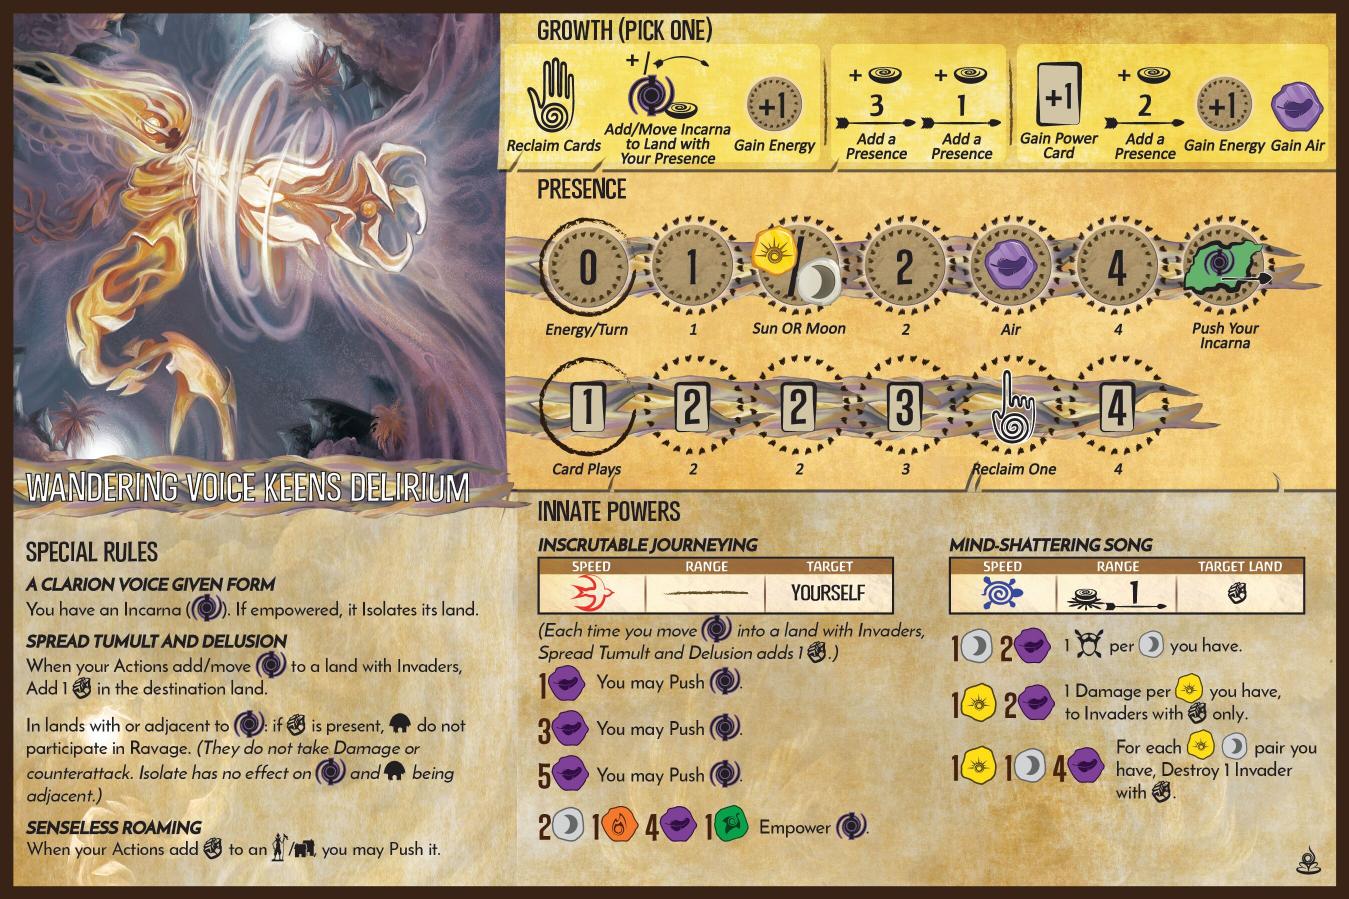 GROWTH (PICK ONE)
+/
Reclaim Cards
Add/Move Incarna
to Land with
Your Presence
+1
Gain Energy
+
3
Add a
Presence
+
1
Add a
Presence
+1
Gain Power
Card
+
2
Add a
Presence
+1
Gain Energy
Gain Air
PRESENCE
0
1
/
2
4
Energy/Turn
1
Sun OR Moon
2
Air
4
Push Your
Incarna
1
2
2
3
4
Card Plays
2
2
3
Reclaim One
4
WANDERING VOICE KEENS DELIRIUM
SPECIAL RULES
A CLARION VOICE GIVEN FORM
You have an Incarna ( ). If empowered, it Isolates its land.
SPREAD TUMULT AND DELUSION
When your Actions add/move to a land with Invaders,
Add 1 in the destination land.
In lands with or adjacent to : if is present, do not
participate in Ravage. (They do not take Damage or
counterattack. Isolate has no effect on and being
adjacent.)
SENSELESS ROAMING
When your Actions add to an / , you may Push it.
INNATE POWERS
INSCRUTABLE JOURNEYING
SPEED RANGE TARGET
YOURSELF
(Each time you move into a land with Invaders,
Spread Tumult and Delusion adds 1 .)
1 You may Push .
3 You may Push .
5 You may Push .
2 1 4 1 Empower .
MIND-SHATTERING SONG
SPEED RANGE TARGET LAND
1
1 2 1 per you have.
1 2 1 Damage per you have,
to Invaders with only.
1 1 4 For each pair you
have, Destroy 1 Invader
with .